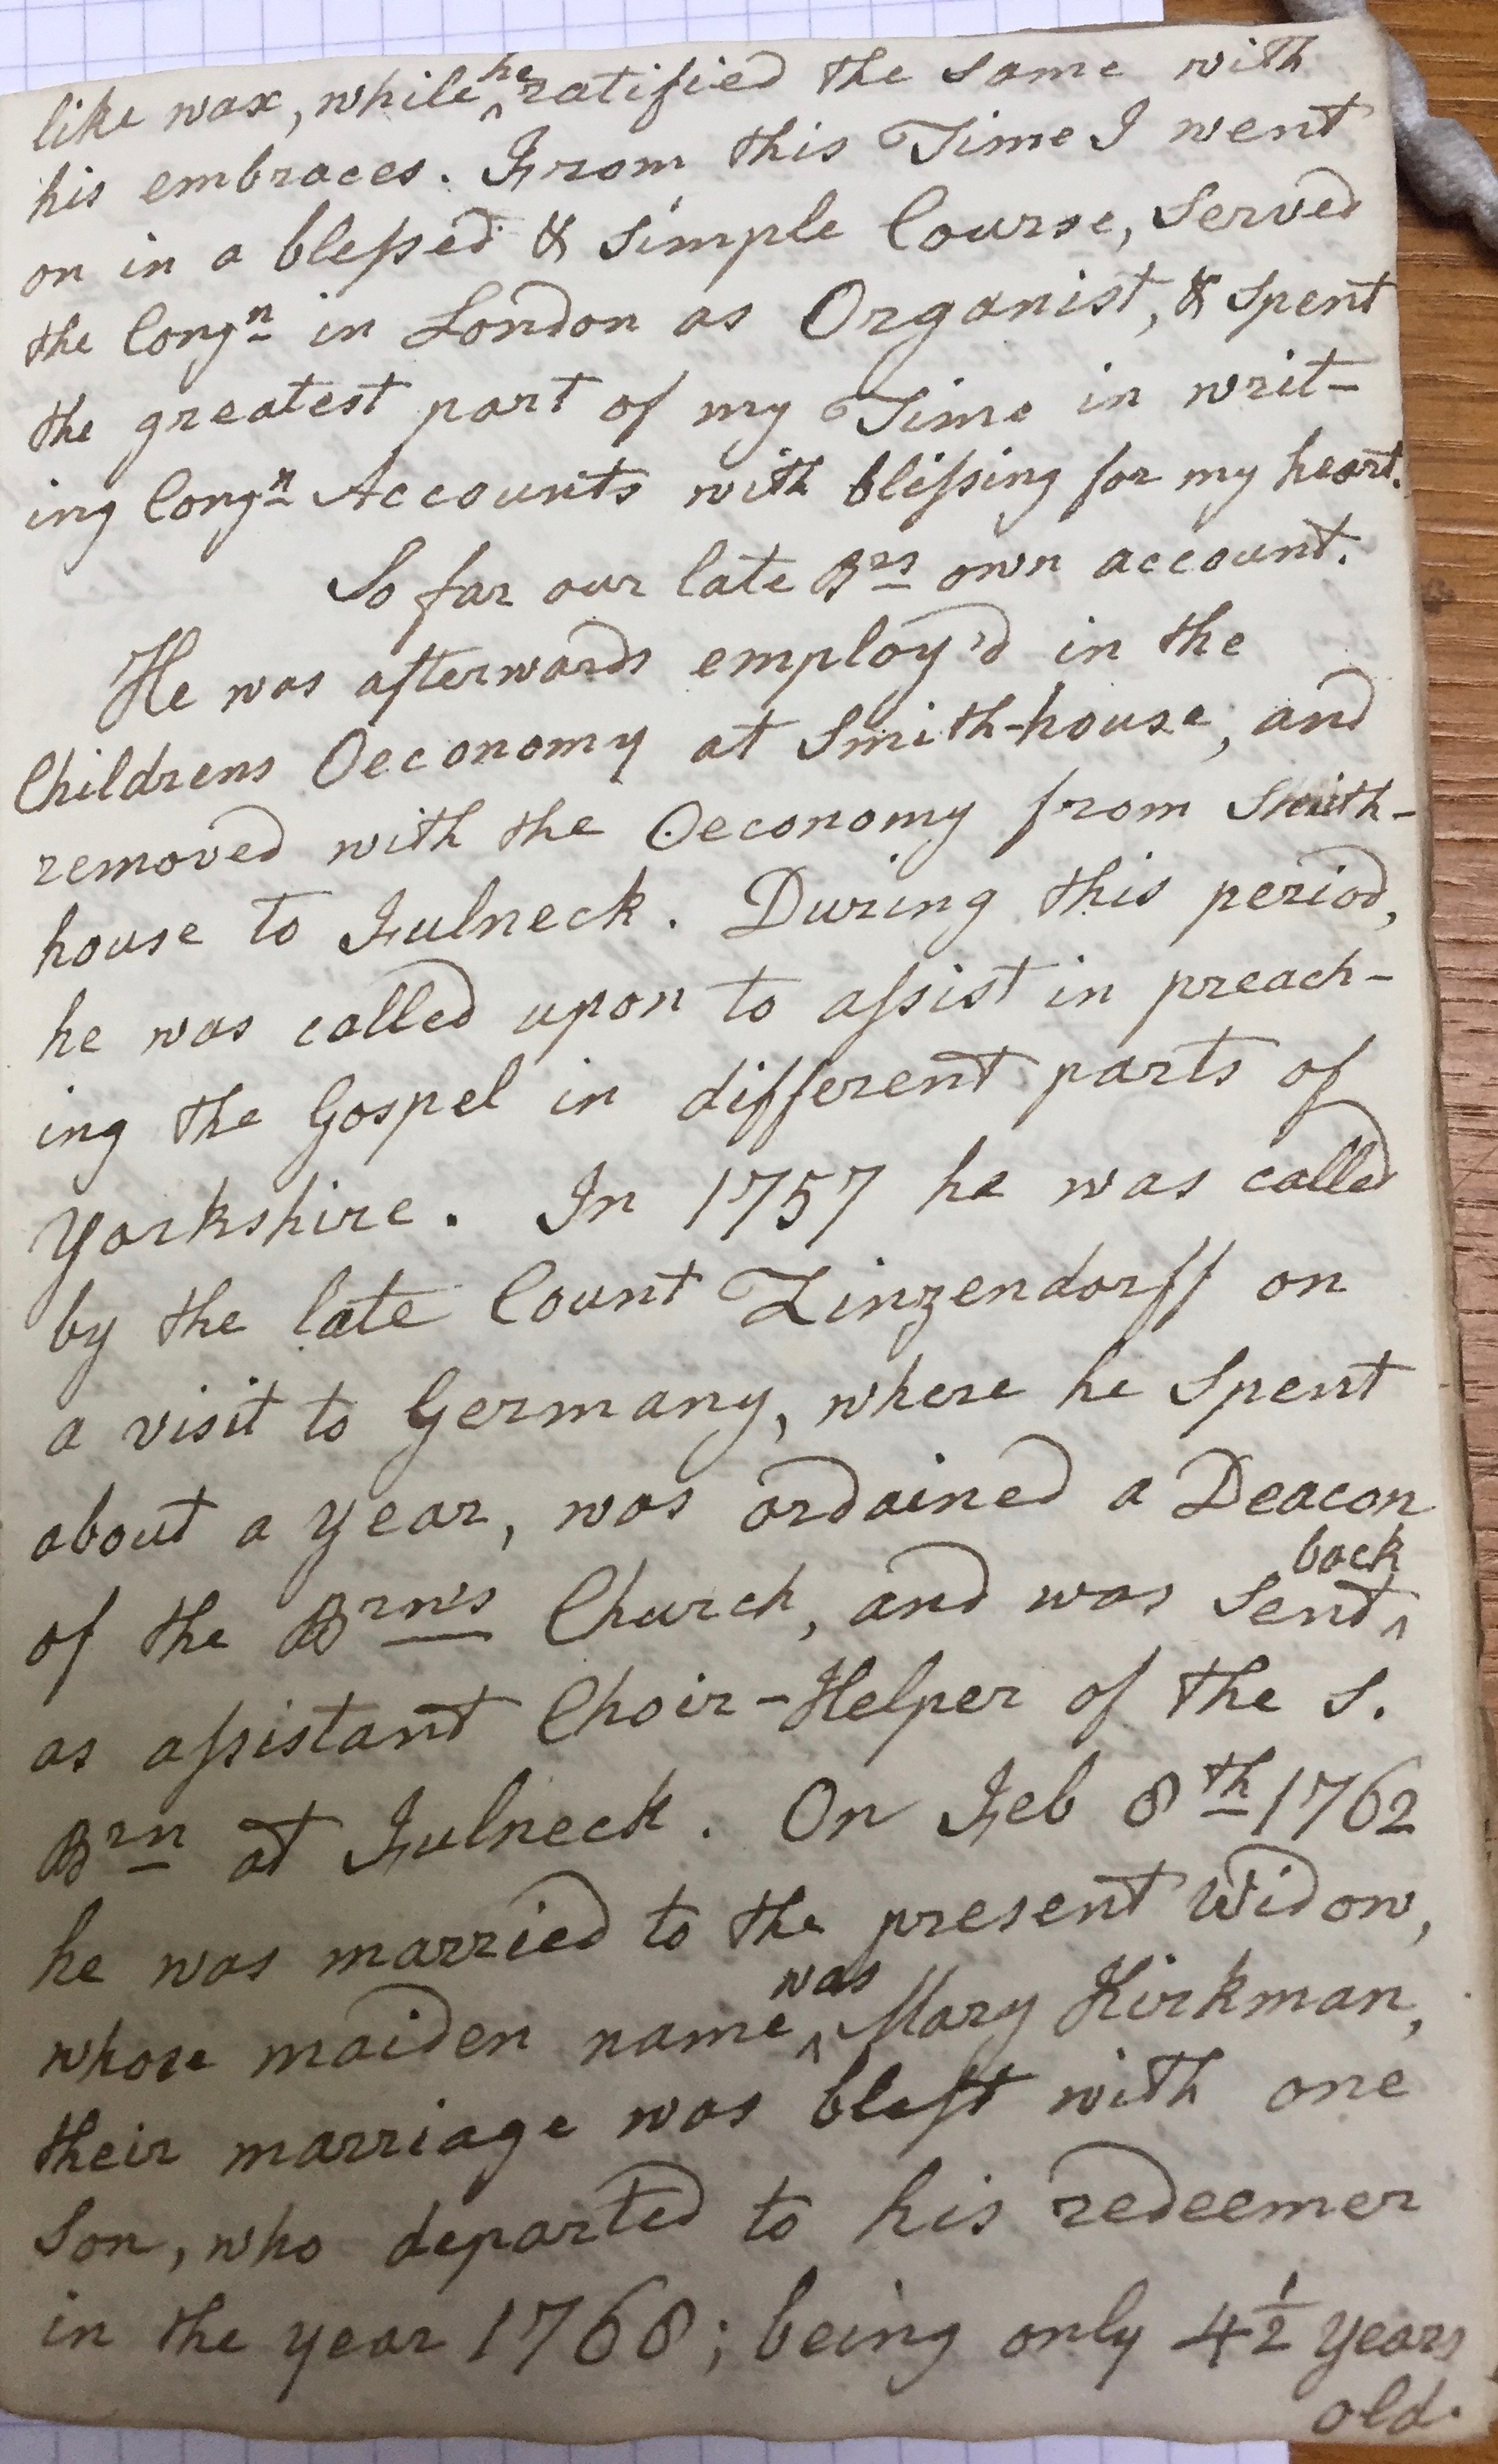 like wax, while ^he ratified the same with
his embraces. From this Time I went
on in a blessed & simple Course, served
the Congn in London as Organist, & spent
the greatest part of my Time in writ-
ing Congn Accounts with blessing for my heart.
So far our late Brs own account.
He was afterwards employ'd in the
Childrens Oeconomy at Smith-house, and
removed with the Oeconomy from Smith-
house to Fulneck. During this period,
he was called upon to assist in preach-
ing the Gospel in different parts of
Yorkshire. In 1757 he was called
by the late Count Zinzendorff on
a visit to Germany, where he spent
about a year, was ordained a Deacon
of the Brn's Church, and was sent ^back
as assistant Choir-Helper of the S.
Brn at Fulneck. On Feb 8th 1762
he was married to the present Widow,
whose maiden name ^was Mary Kirkman,
their marriage was blest with one
Son, who departed to his redeemer
in the year 1768; being only 4½ years
old.